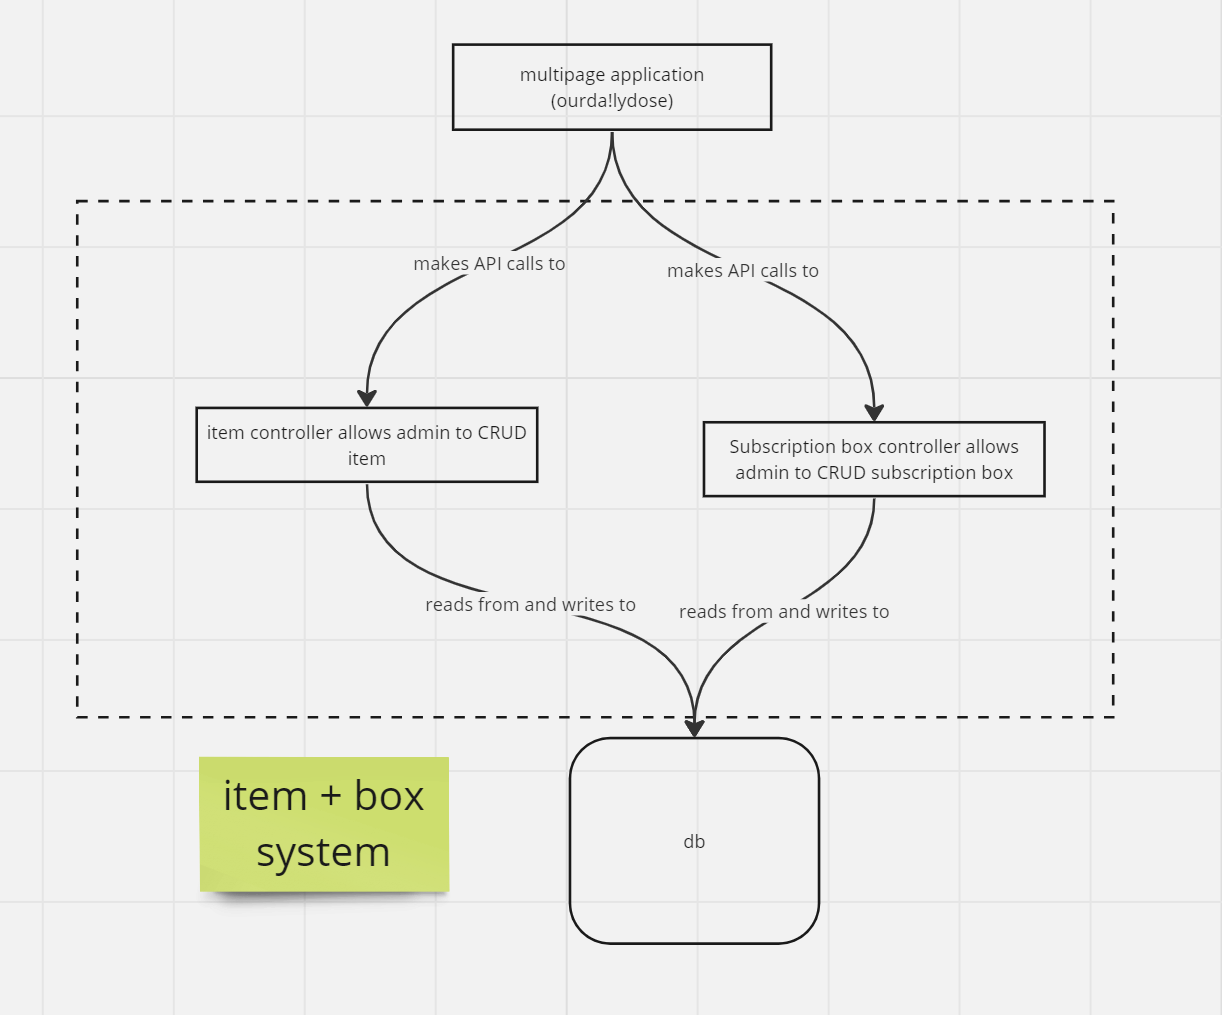 multipage application
(ourda!lydose)
makes API calls to
makes API calls to
item controller allows admin to CRUD
item
Subscription box controller allows
admin to CRUD subscription box
reads from and writes to
reads from and writes to
item + box
system
db